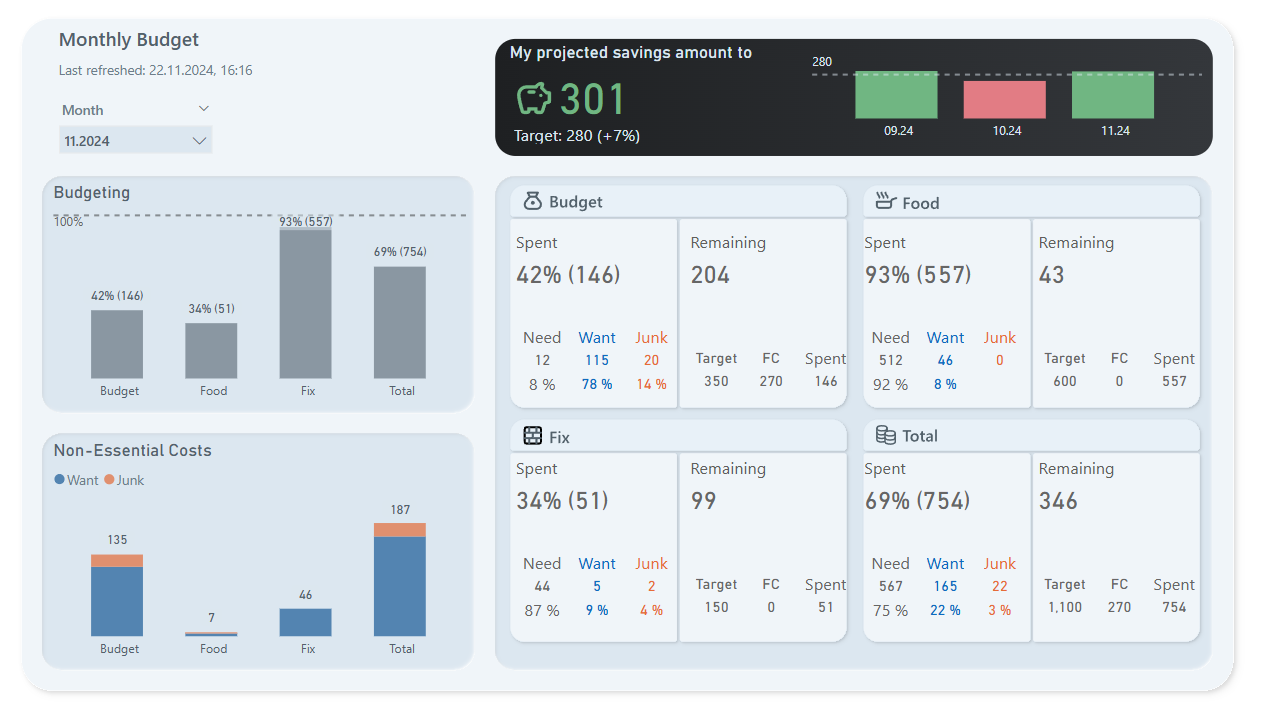 Monthly Budget
Last refreshed: 22.11.2024, 16:16
Month
11.2024
My projected savings amount to
301
Target: 280 (+7%)
280
09.24 10.24 11.24
Budgeting
100%
42% (146) 34% (51) 93% (557) 69% (754)
Budget Food Fix Total
Non-Essential Costs
Want Junk
135 7 46 187
Budget Food Fix Total
Budget
Spent Remaining
42% (146) 204
Need Want Junk
12 115 20
8 % 78 % 14 %
Target FC Spent
350 270 146
Food
Spent Remaining
93% (557) 43
Need Want Junk
512 46 0
92 % 8 %
Target FC Spent
600 0 557
Fix
Spent Remaining
34% (51) 99
Need Want Junk
44 5 2
87 % 9 % 4 %
Target FC Spent
150 0 51
Total
Spent Remaining
69% (754) 346
Need Want Junk
567 165 22
75 % 22 % 3 %
Target FC Spent
1,100 270 754